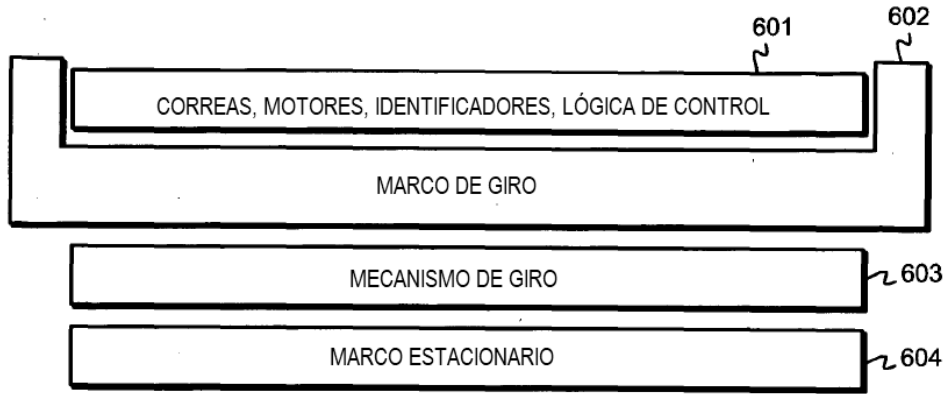 601
602
CORREAS, MOTORES, IDENTIFICADORES, LÓGICA DE CONTROL
MARCO DE GIRO
MECANISMO DE GIRO
603
MARCO ESTACIONARIO
604